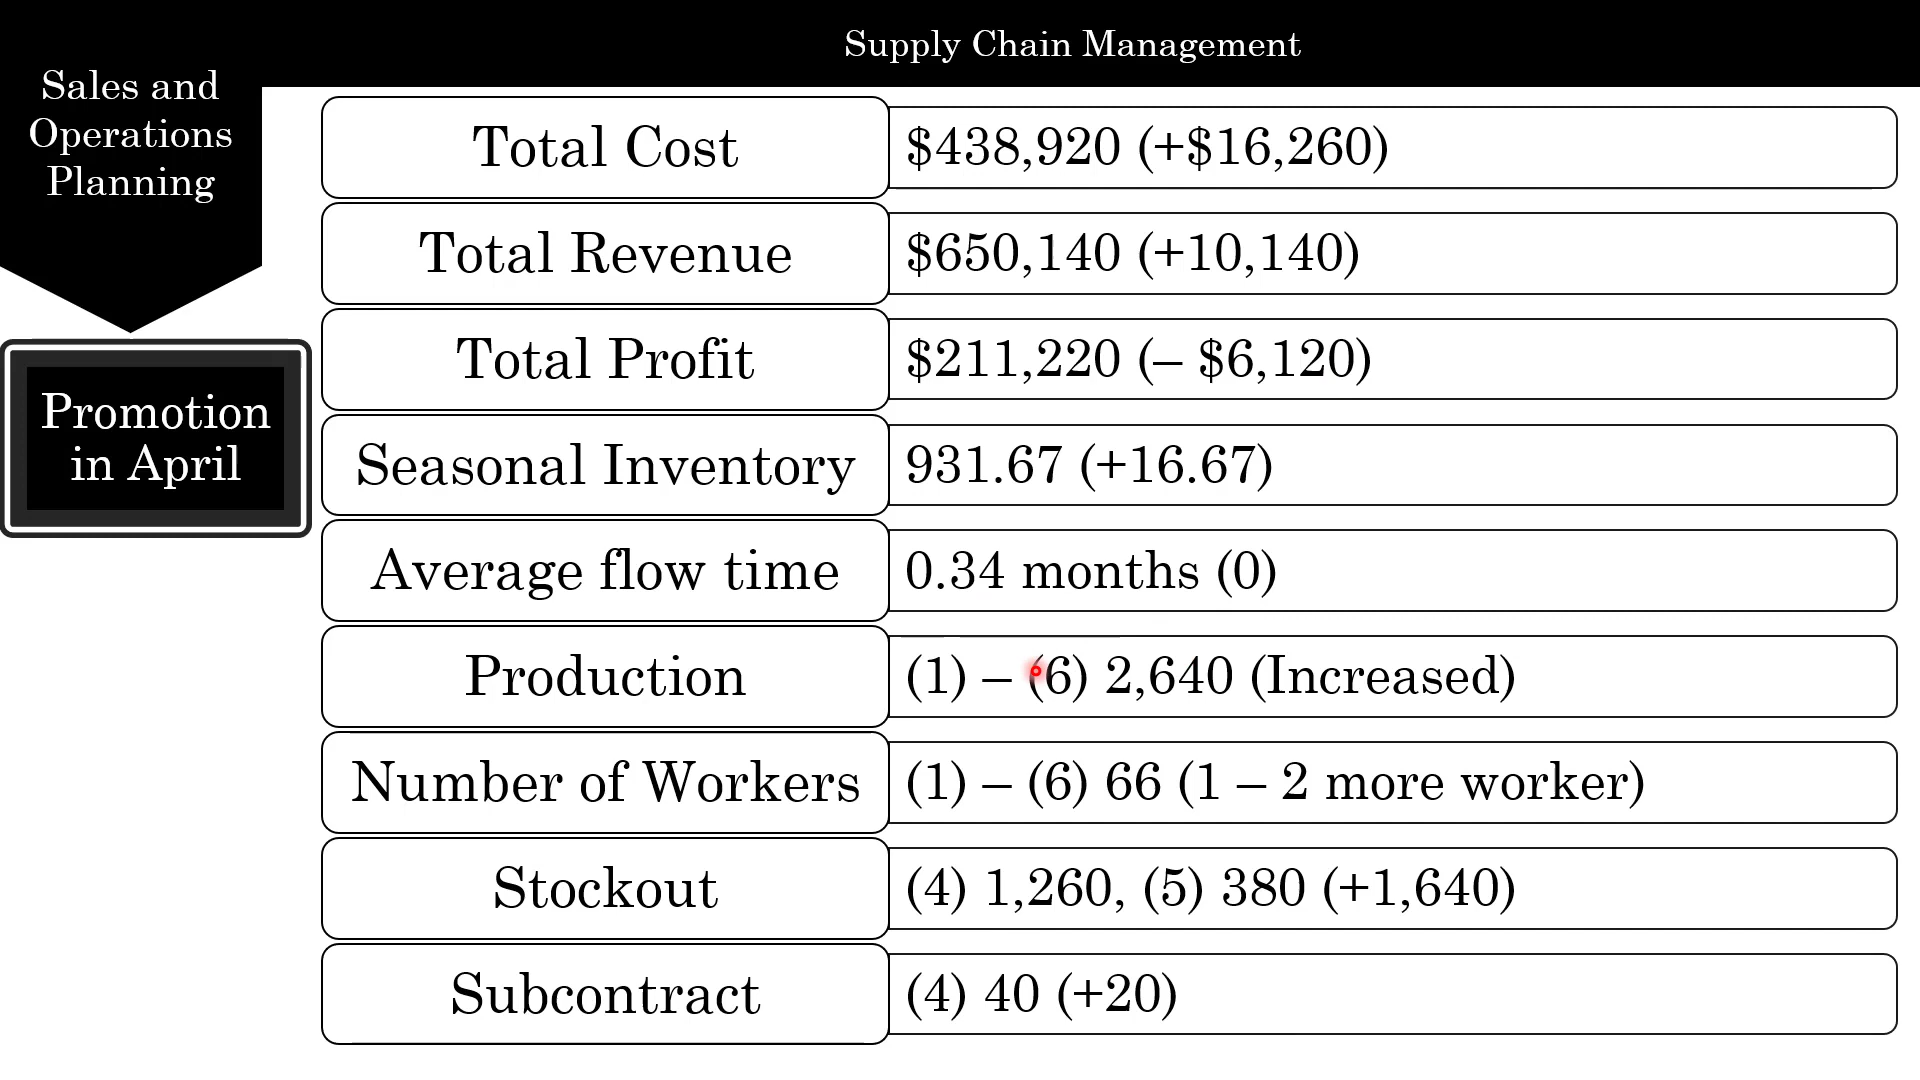 Supply Chain Management
Sales and
Operations
Planning
Promotion
in April
Total Cost
$438,920 (+$16,260)
Total Revenue
$650,140 (+10,140)
Total Profit
$211,220 (– $6,120)
Seasonal Inventory
931.67 (+16.67)
Average flow time
0.34 months (0)
Production
(1) – (6) 2,640 (Increased)
Number of Workers
(1) – (6) 66 (1 – 2 more worker)
Stockout
(4) 1,260, (5) 380 (+1,640)
Subcontract
(4) 40 (+20)